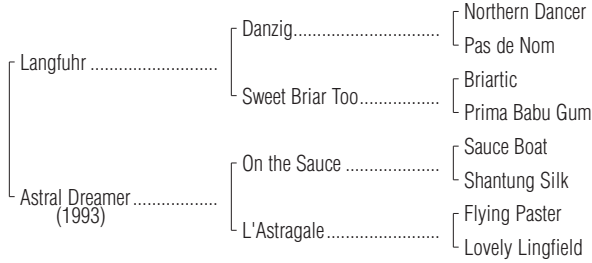 Northern Dancer
Danzig..............................
Pas de Nom
Langfuhr ..........................
Briartic
Sweet Briar Too.................
Prima Babu Gum
Sauce Boat
On the Sauce ....................
Shantung Silk
Astral Dreamer..................
(1993)
Flying Paster
L'Astragale........................
Lovely Lingfield